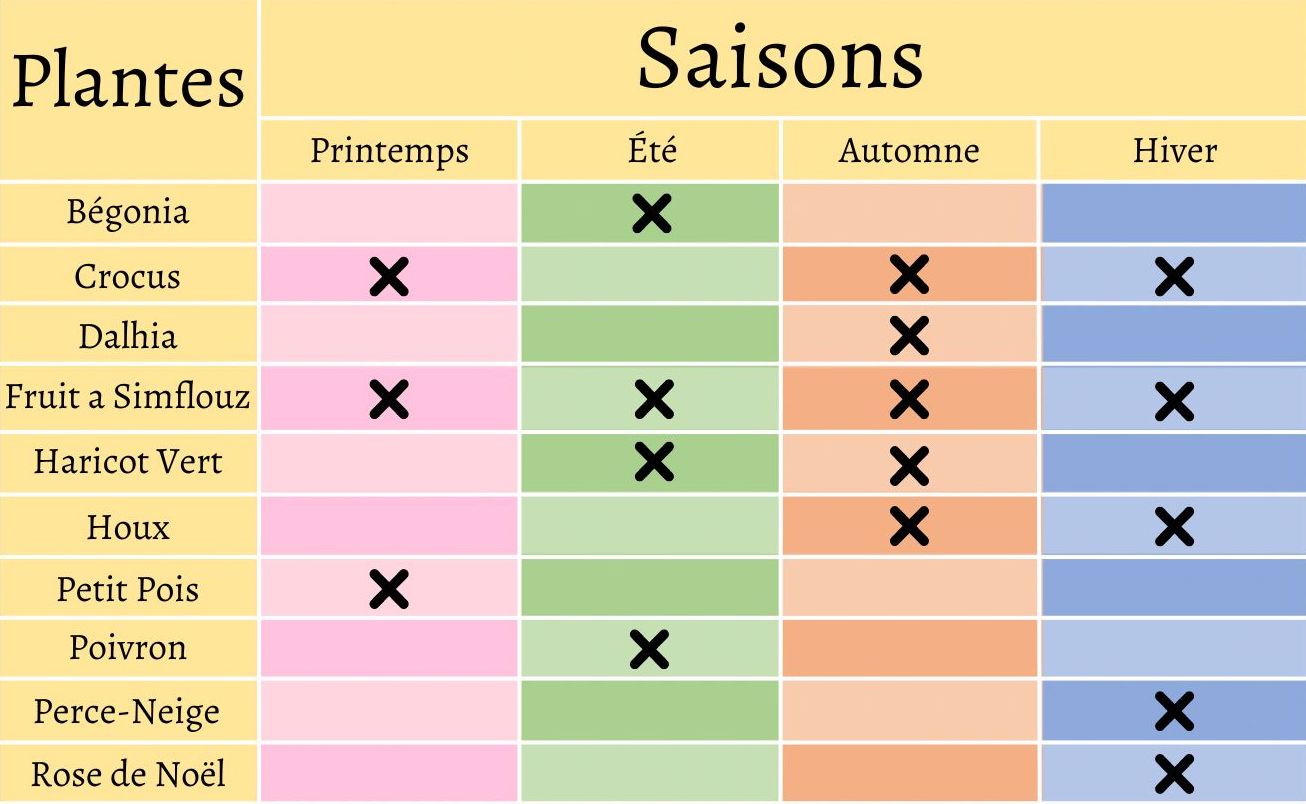 Plantes
Saisons
Printemps Été Automne Hiver
Bégonia
Crocus
Dalhia
Fruit a Simflouz
Haricot Vert
Houx
Petit Pois
Poivron
Perce-Neige
Rose de Noël